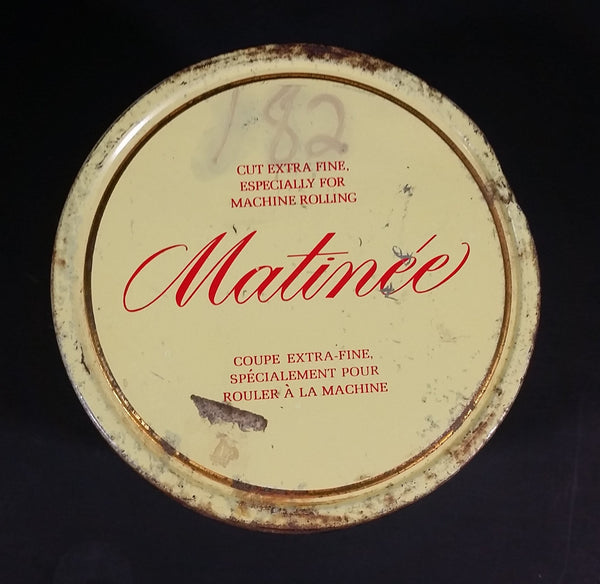 182
CUT EXTRA FINE,
ESPECIALLY FOR
MACHINE ROLLING
Matinée
COUPE EXTRA-FINE,
SPÉCIALEMENT POUR
ROULER À LA MACHINE